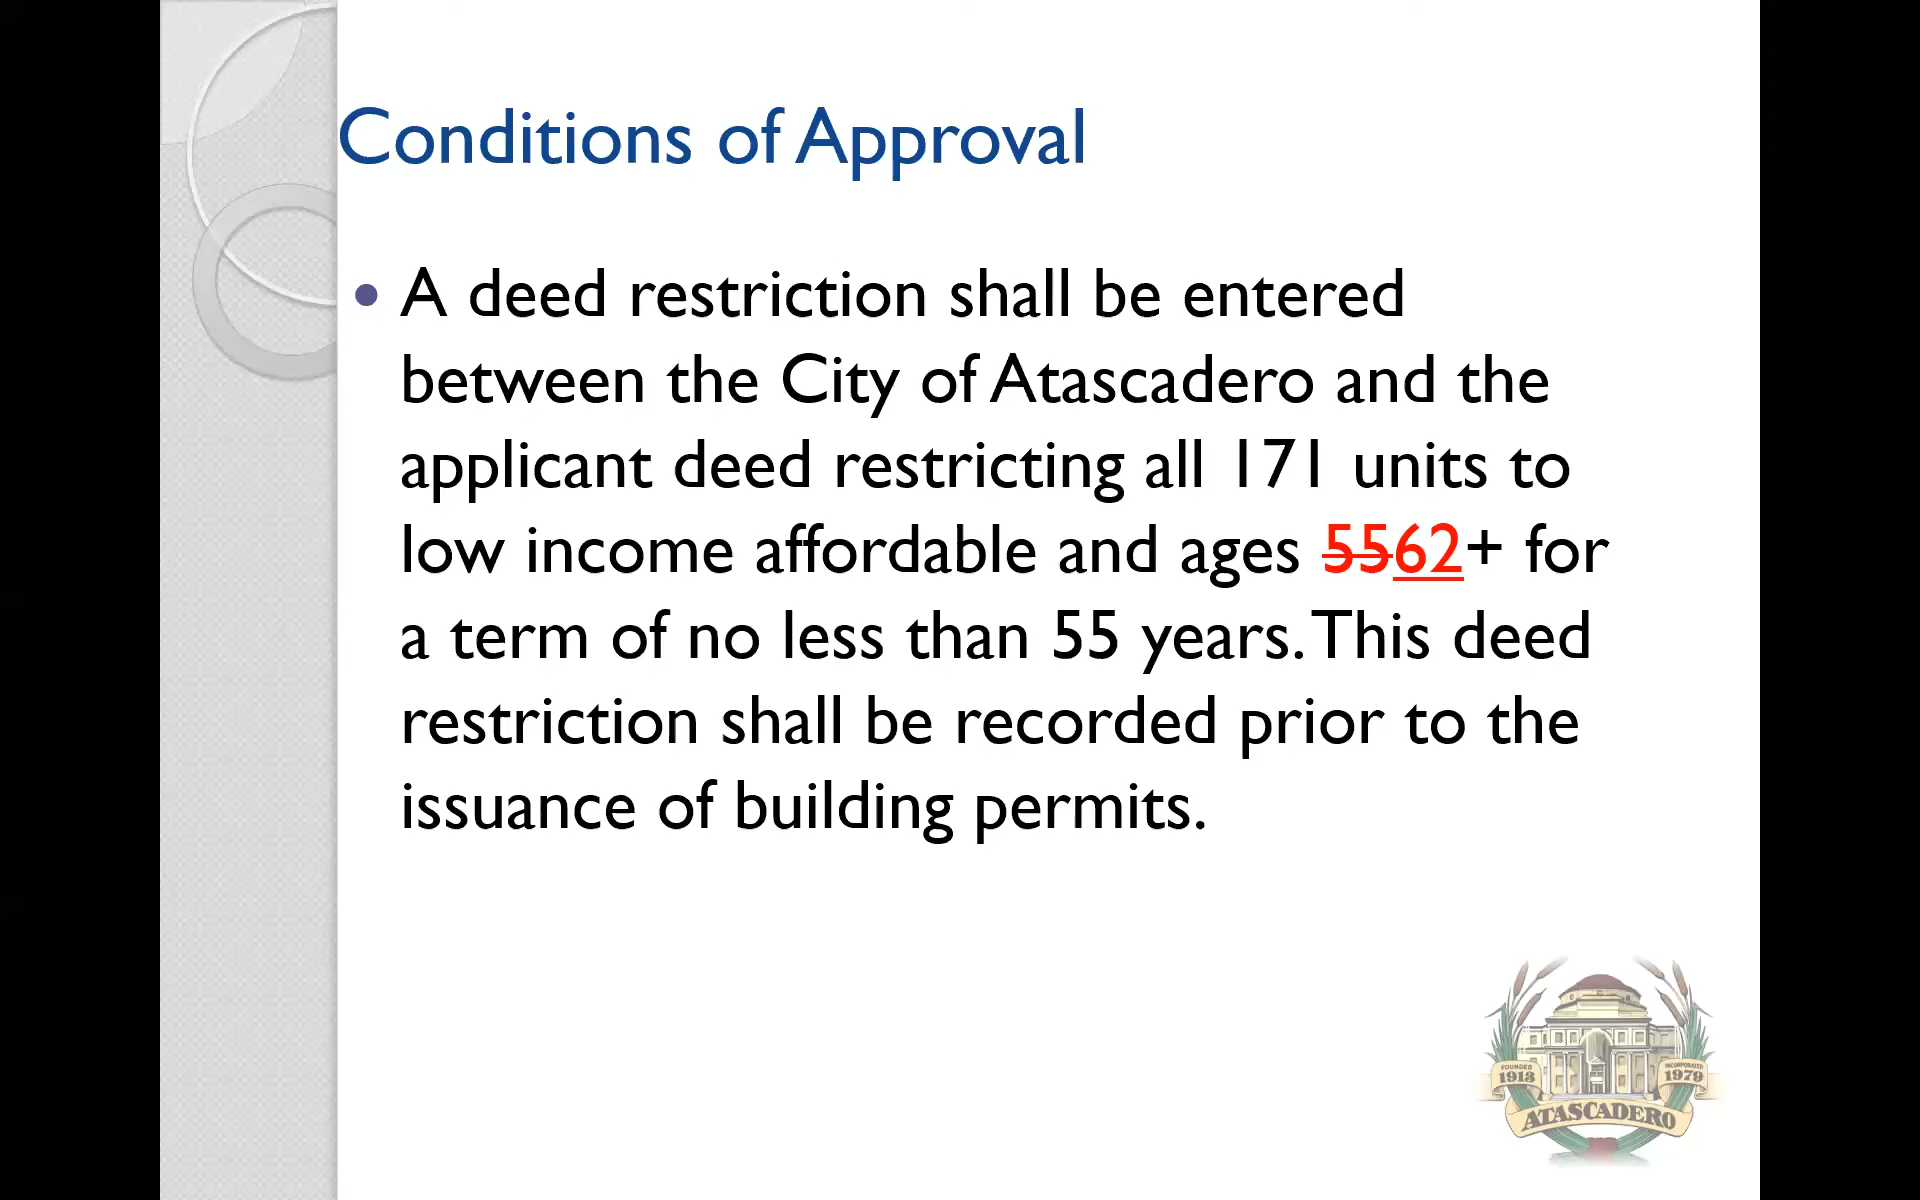 Conditions of Approval
• A deed restriction shall be entered
between the City of Atascadero and the
applicant deed restricting all 171 units to
low income affordable and ages 5562+ for
a term of no less than 55 years. This deed
restriction shall be recorded prior to the
issuance of building permits.
FOUNDED
1913
INCORPORATED
1979
ATASCADERO